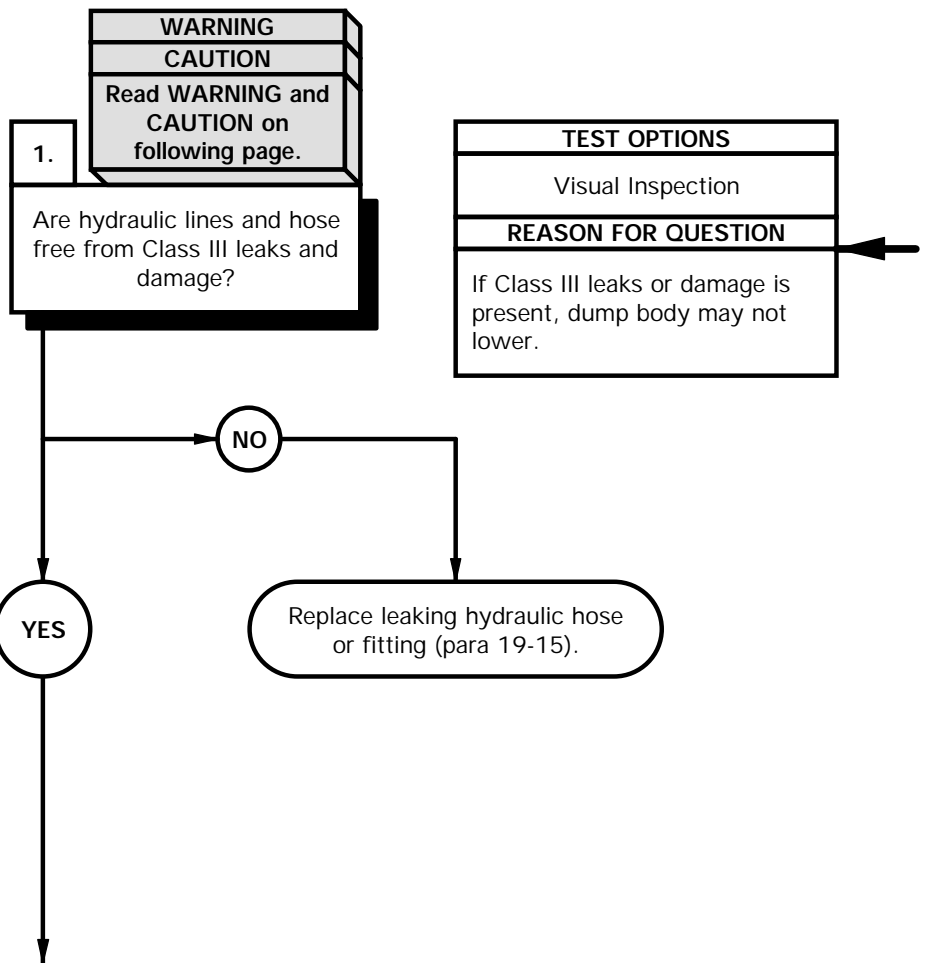 WARNING
CAUTION
Read WARNING and
CAUTION on
following page.
1.
Are hydraulic lines and hose
free from Class III leaks and
damage?
TEST OPTIONS
Visual Inspection
REASON FOR QUESTION
If Class III leaks or damage is
present, dump body may not
lower.
NO
YES
Replace leaking hydraulic hose
or fitting (para 19-15).